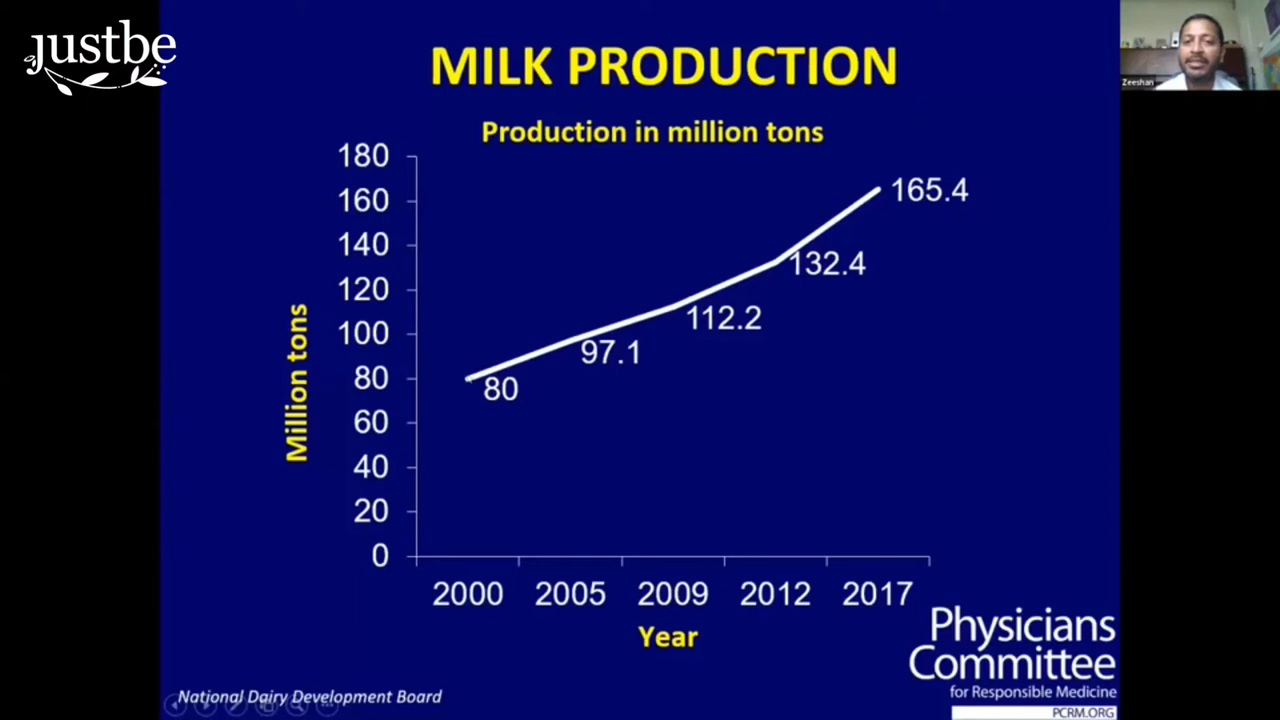 justbe
MILK PRODUCTION
Zeeshan
Production in million tons
180
160
140
120
100
80
60
40
20
0
Million tons
165.4
132.4
112.2
97.1
80
2000 2005 2009 2012 2017
Year
Physicians
Committee
for Responsible Medicine
PCRM.ORG
National Dairy Development Board